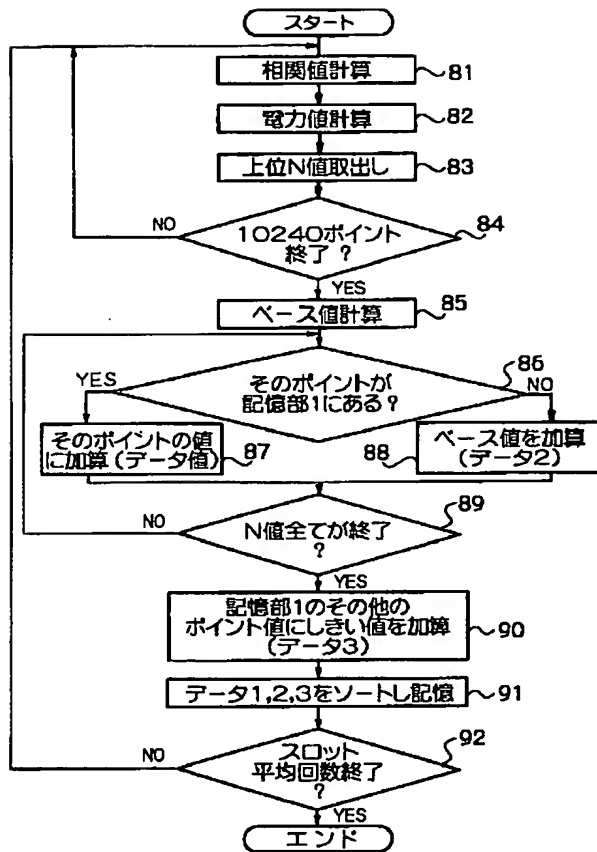 スタート
相関値計算
81
電力値計算
82
上位N値取出し
83
NO
10240ポイント
終了?
84
YES
ベース値計算
85
YES
そのポイントが
記憶部1にある?
86
NO
そのポイントの値
に加算(データ値)
87
88
ベース値を加算
(データ2)
NO
N値全てが終了
?
89
YES
記憶部1のその他の
ポイント値にしきい値を加算
(データ3)
90
データ1,2,3をソートし記憶
91
NO
スロット
平均回数終了
?
92
YES
エンド